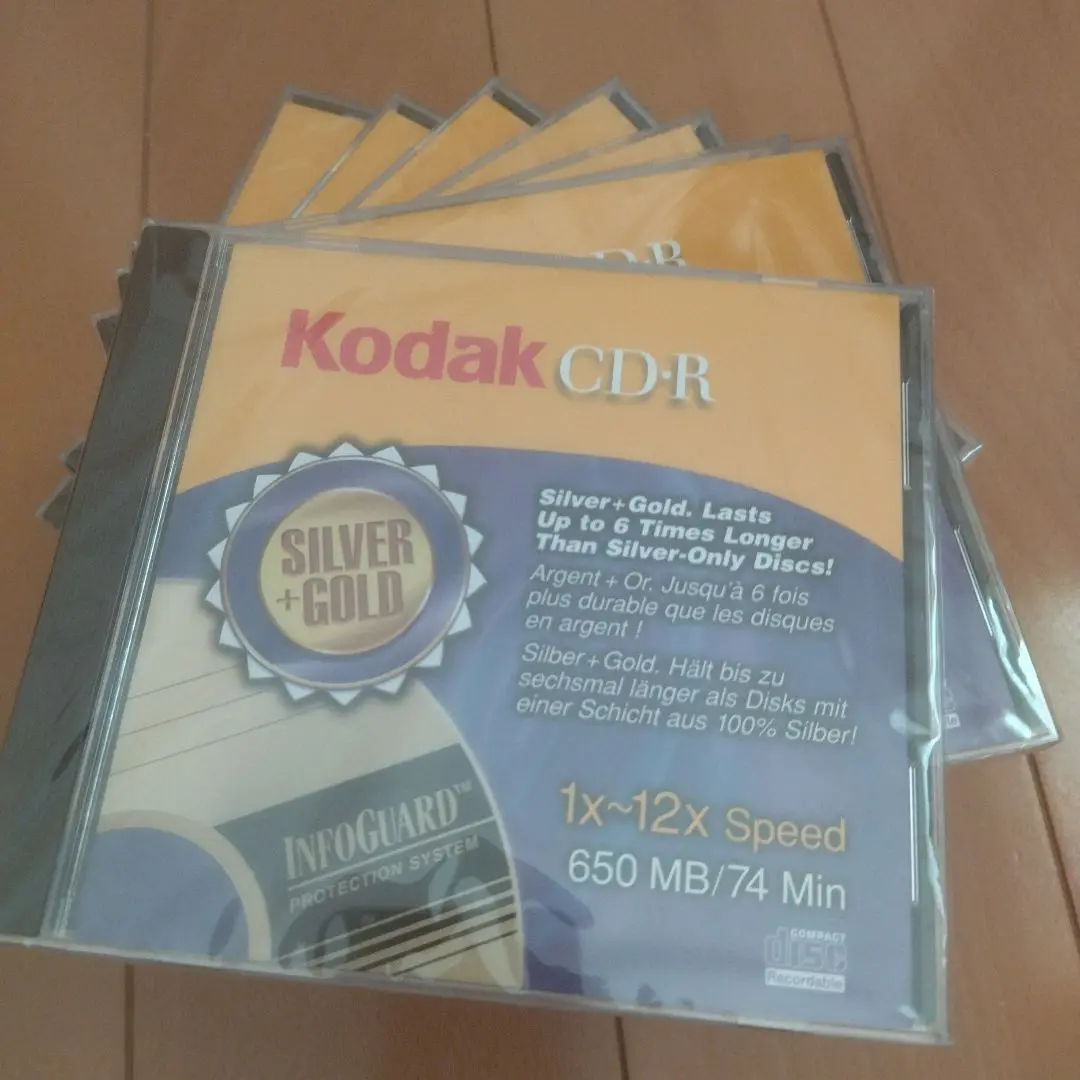 CD·R
Kodak CD·R
SILVER
+GOLD
Silver+Gold. Lasts
Up to 6 Times Longer
Than Silver-Only Discs!
Argent + Or. Jusqu'à 6 fois
plus durable que les disques
en argent !
Silber + Gold. Hält bis zu
sechsmal länger als Disks mit
einer Schicht aus 100% Silber!
INFOGUARD™
PROTECTION SYSTEM
1x~12x Speed
650 MB/74 Min
COMPACT
disc
Recordable